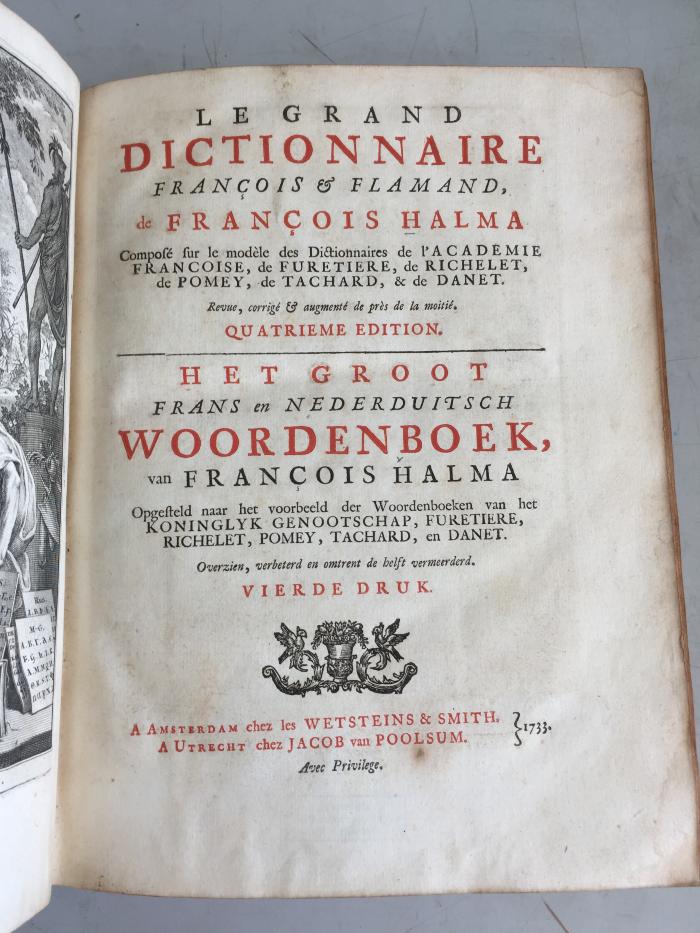 LE GRAND
DICTIONNAIRE
FRANÇOIS & FLAMAND,
de FRANÇOIS HALMA
Composé ſur le modèle des Dictionnaires de l'ACADEMIE
FRANCOISE, de FURETIERE, de RICHELET,
de POMEY, de TACHARD, & de DANET.
Revue, corrigé & augmenté de près de la moitié.
QUATRIEME EDITION.
HET GROOT
FRANS en NEDERDUITSCH
WOORDENBOEK,
van FRANÇOIS HALMA
Opgeſteld naar het voorbeeld der Woordenboeken van het
KONINGLYK GENOOTSCHAP, FURETIERE,
RICHELET, POMEY, TACHARD, en DANET.
Overzien, verbeterd en omtrent de helft vermeerderd.
VIERDE DRUK.
A AMSTERDAM chez les WETSTEINS & SMITH.
A UTRECHT chez JACOB van POOLSUM.
1733.
Avec Privilege.